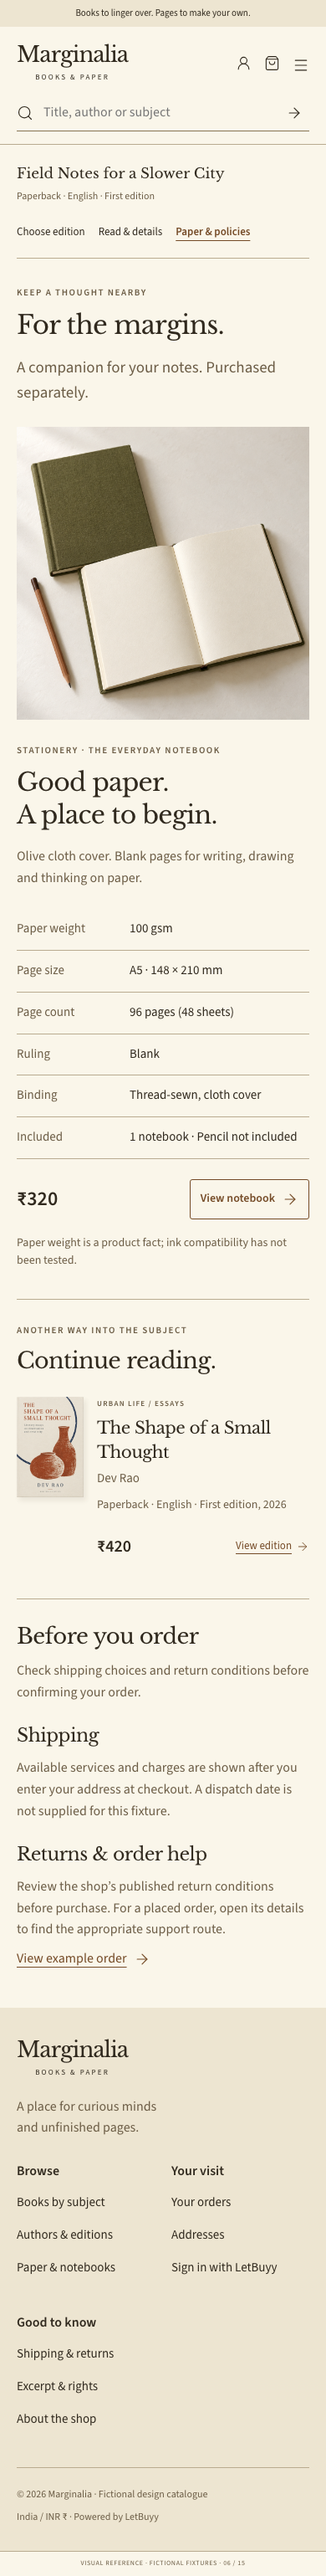 Books to linger over. Pages to make your own.
Marginalia
BOOKS & PAPER
Title, author or subject
Field Notes for a Slower City
Paperback · English · First edition
Choose edition Read & details Paper & policies
KEEP A THOUGHT NEARBY
For the margins.
A companion for your notes. Purchased
separately.
STATIONERY · THE EVERYDAY NOTEBOOK
Good paper.
A place to begin.
Olive cloth cover. Blank pages for writing, drawing
and thinking on paper.
Paper weight 100 gsm
Page size A5 · 148 × 210 mm
Page count 96 pages (48 sheets)
Ruling Blank
Binding Thread-sewn, cloth cover
Included 1 notebook · Pencil not included
₹320 View notebook
Paper weight is a product fact; ink compatibility has not
been tested.
ANOTHER WAY INTO THE SUBJECT
Continue reading.
THE
SHAPE OF A
SMALL THOUGHT
DEV RAO
URBAN LIFE / ESSAYS
The Shape of a Small
Thought
Dev Rao
Paperback · English · First edition, 2026
₹420 View edition
Before you order
Check shipping choices and return conditions before
confirming your order.
Shipping
Available services and charges are shown after you
enter your address at checkout. A dispatch date is
not supplied for this fixture.
Returns & order help
Review the shop’s published return conditions
before purchase. For a placed order, open its details
to find the appropriate support route.
View example order
Marginalia
BOOKS & PAPER
A place for curious minds
and unfinished pages.
Browse
Books by subject
Authors & editions
Paper & notebooks
Your visit
Your orders
Addresses
Sign in with LetBuyy
Good to know
Shipping & returns
Excerpt & rights
About the shop
© 2026 Marginalia · Fictional design catalogue
India / INR ₹ · Powered by LetBuyy
VISUAL REFERENCE · FICTIONAL FIXTURES · 06 / 15